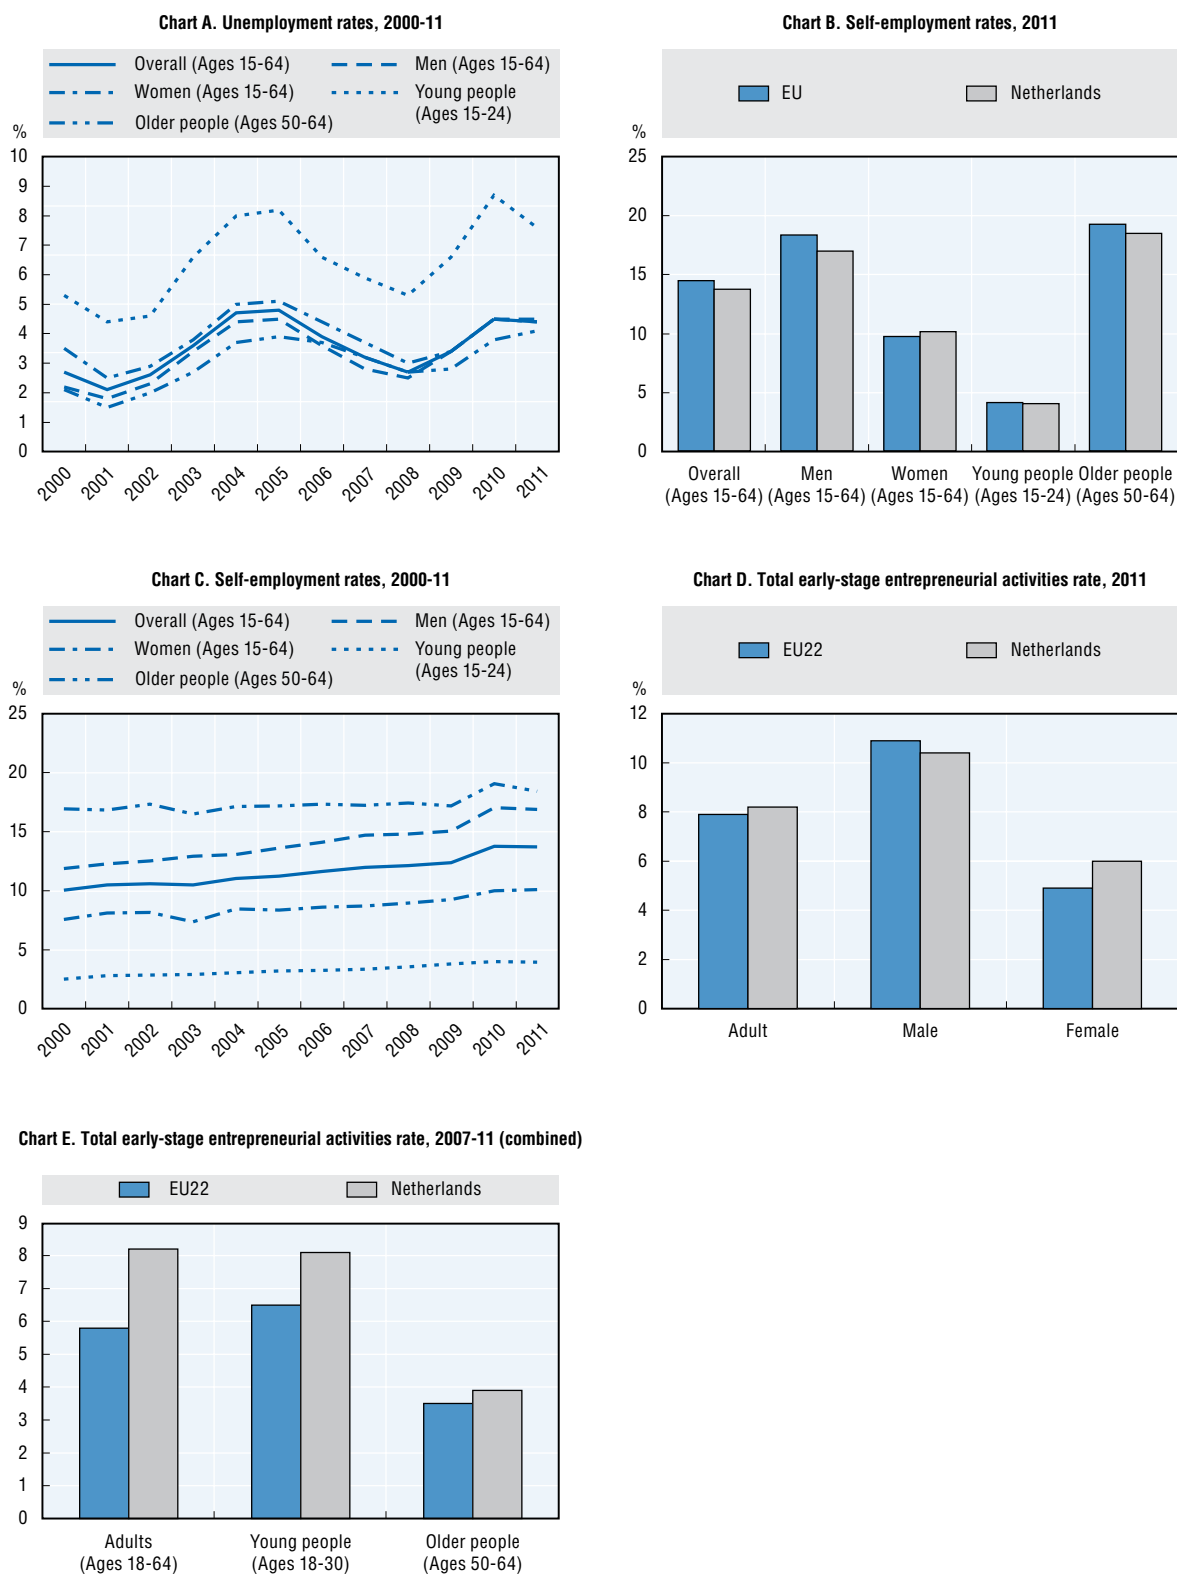 Chart A. Unemployment rates, 2000-11
Overall (Ages 15-64)
Men (Ages 15-64)
Women (Ages 15-64)
Young people
(Ages 15-24)
Older people (Ages 50-64)
%
10
9
8
7
6
5
4
3
2
1
0
2000
2001
2002
2003
2004
2005
2006
2007
2008
2009
2010
2011
Chart B. Self-employment rates, 2011
EU
Netherlands
%
25
20
15
10
5
0
Overall
(Ages 15-64)
Men
(Ages 15-64)
Women
(Ages 15-64)
Young people
(Ages 15-24)
Older people
(Ages 50-64)
Chart C. Self-employment rates, 2000-11
Overall (Ages 15-64)
Men (Ages 15-64)
Women (Ages 15-64)
Young people
(Ages 15-24)
Older people (Ages 50-64)
%
25
20
15
10
5
0
2000
2001
2002
2003
2004
2005
2006
2007
2008
2009
2010
2011
Chart D. Total early-stage entrepreneurial activities rate, 2011
EU22
Netherlands
%
12
10
8
6
4
2
0
Adult
Male
Female
Chart E. Total early-stage entrepreneurial activities rate, 2007-11 (combined)
EU22
Netherlands
9
8
7
6
5
4
3
2
1
0
Adults
(Ages 18-64)
Young people
(Ages 18-30)
Older people
(Ages 50-64)